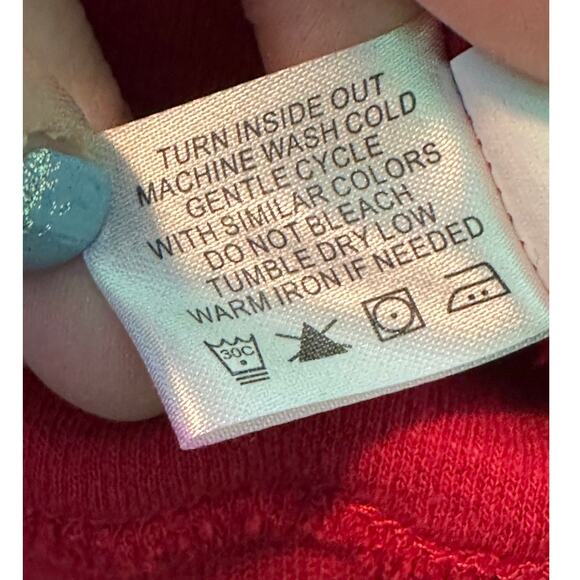 TURN INSIDE OUT
MACHINE WASH COLD
GENTLE CYCLE
WITH SIMILAR COLORS
DO NOT BLEACH
TUMBLE DRY LOW
WARM IRON IF NEEDED
30C